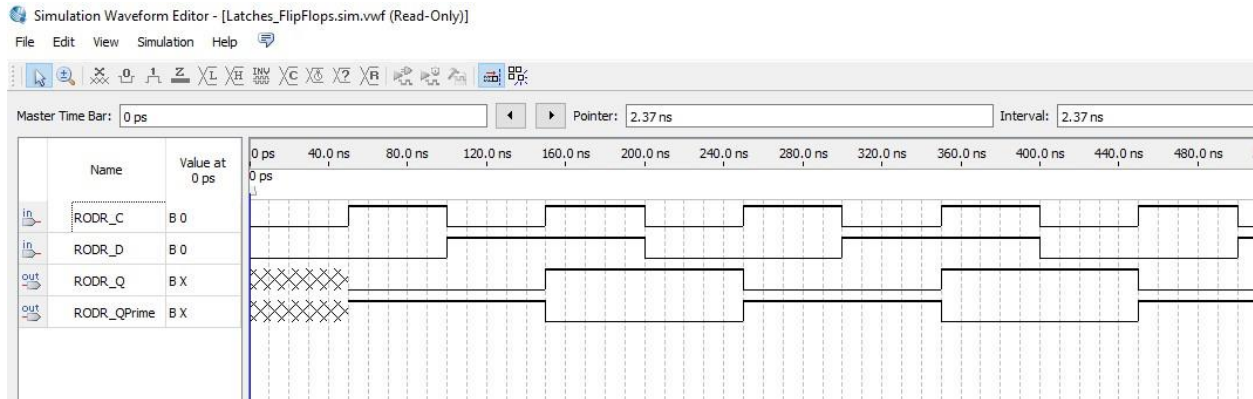 Simulation Waveform Editor - [Latches_FlipFlops.sim.vwf (Read-Only)]
File Edit View Simulation Help
Master Time Bar: 0 ps Pointer: 2.37 ns Interval: 2.37 ns
Name Value at 0 ps
0 ps 40.0 ns 80.0 ns 120.0 ns 160.0 ns 200.0 ns 240.0 ns 280.0 ns 320.0 ns 360.0 ns 400.0 ns 440.0 ns 480.0 ns
0 ps
in RODR_C B 0
in RODR_D B 0
out RODR_Q B X
out RODR_QPrime B X